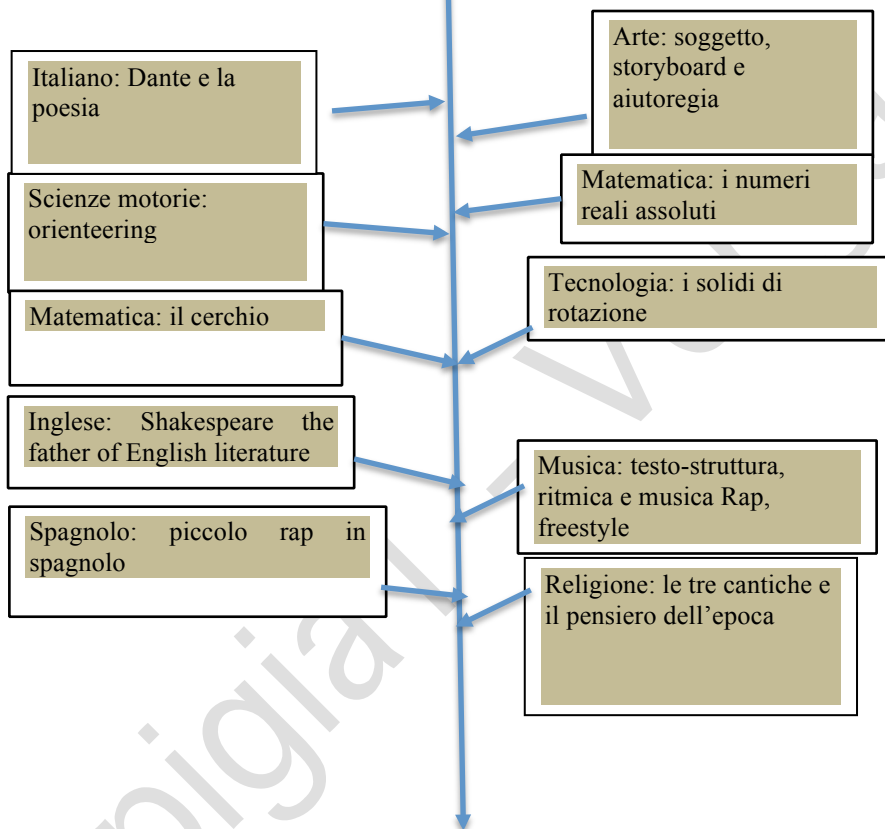 Italiano: Dante e la
poesia
Scienze motorie:
orienteering
Matematica: il cerchio
Inglese: Shakespeare the
father of English literature
Spagnolo: piccolo rap in
spagnolo
Arte: soggetto,
storyboard e
aiutoregia
Matematica: i numeri
reali assoluti
Tecnologia: i solidi di
rotazione
Musica: testo-struttura,
ritmica e musica Rap,
freestyle
Religione: le tre cantiche e
il pensiero dell’epoca